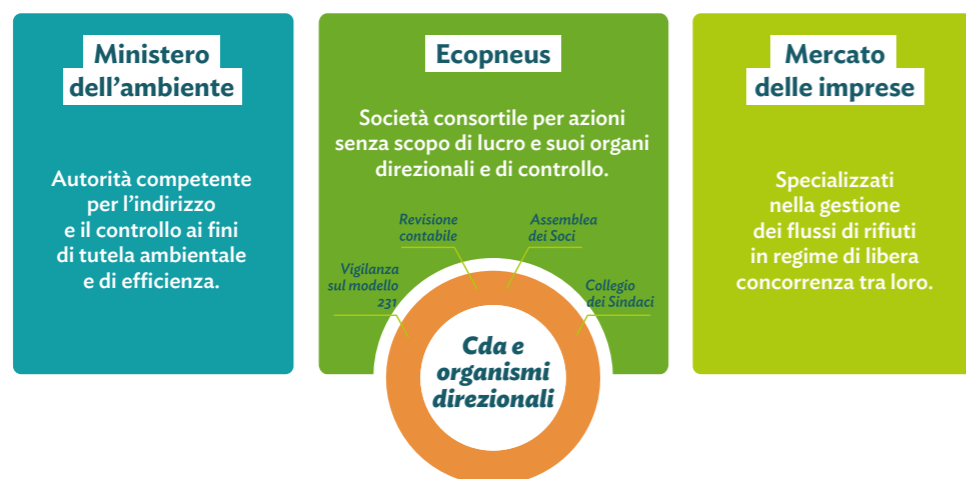 Ministero
dell'ambiente
Autorità competente
per l'indirizzo
e il controllo ai fini
di tutela ambientale
e di efficienza.
Ecopneus
Società consortile per azioni
senza scopo di lucro e suoi organi
direzionali e di controllo.
Revisione
contabile
Assemblea
dei Soci
Vigilanza
sul modello
231
Collegio
dei Sindaci
Cda e
organismi
direzionali
Mercato
delle imprese
Specializzati
nella gestione
dei flussi di rifiuti
in regime di libera
concorrenza tra loro.